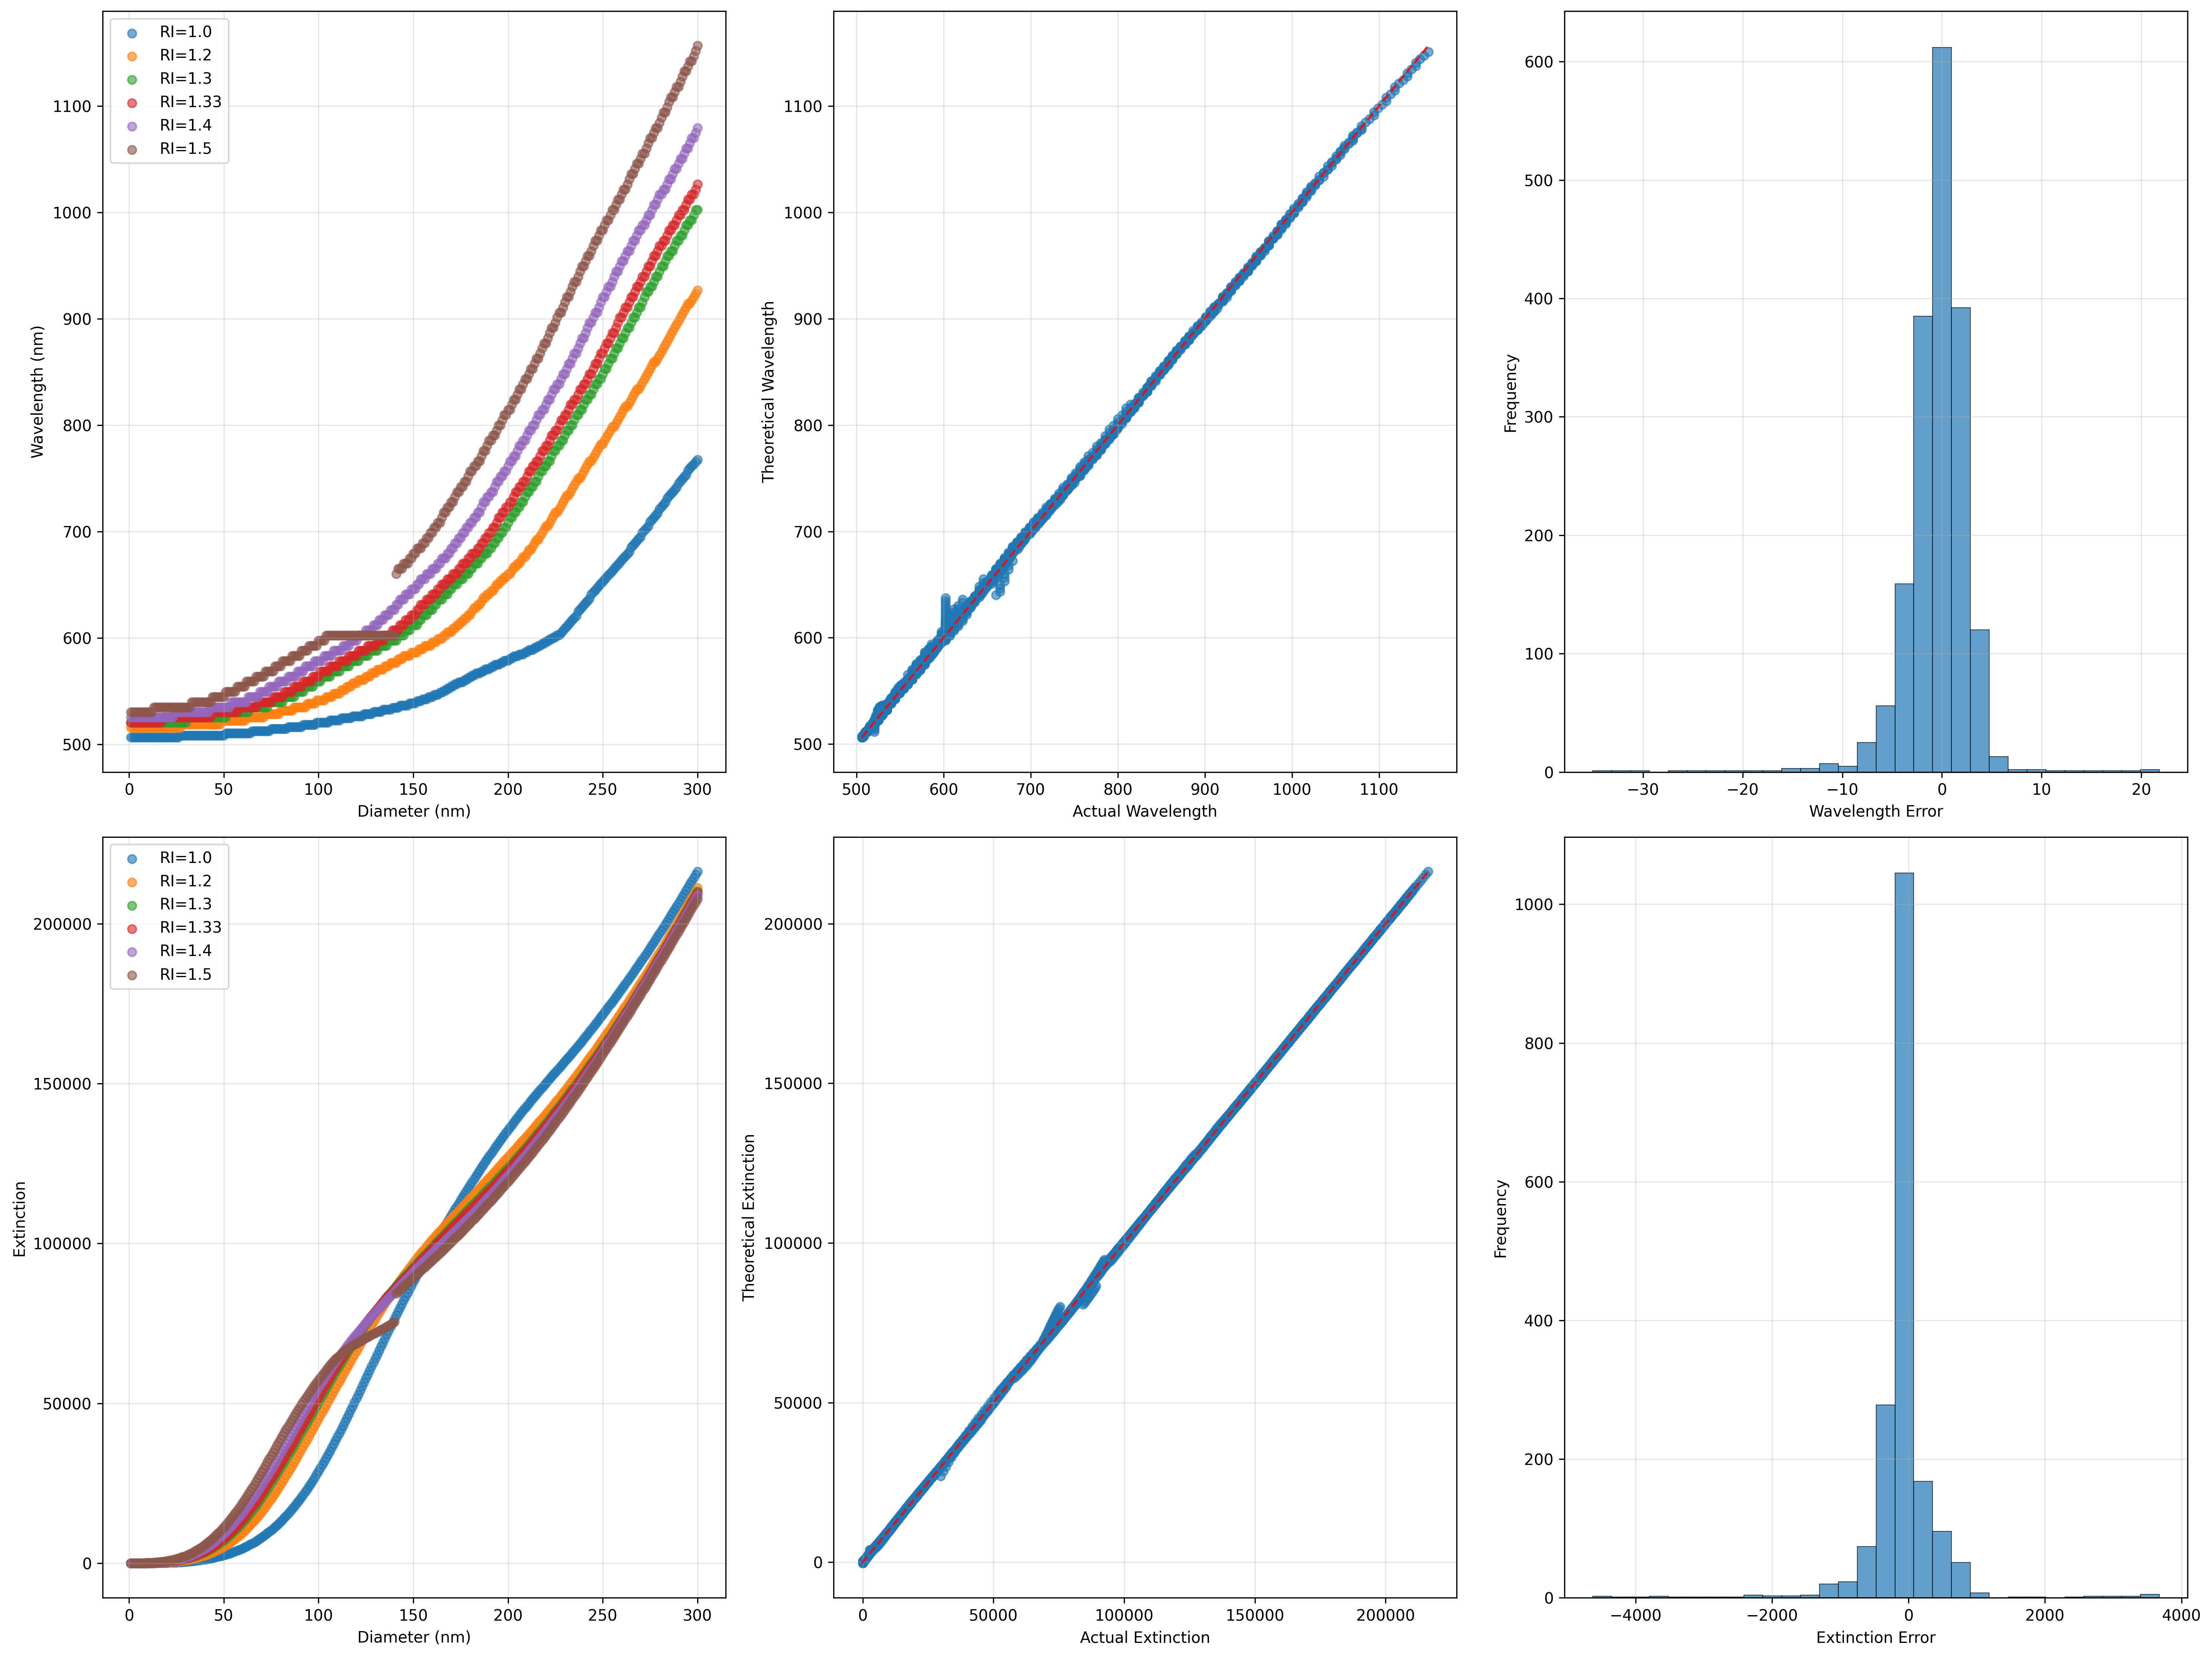 RI=1.0
RI=1.2
RI=1.3
RI=1.33
RI=1.4
RI=1.5
1100
1000
900
800
700
600
500
Wavelength (nm)
0 50 100 150 200 250 300
Diameter (nm)
1100
1000
900
800
700
600
500
Theoretical Wavelength
500 600 700 800 900 1000 1100
Actual Wavelength
600
500
400
300
200
100
0
Frequency
−30 −20 −10 0 10 20
Wavelength Error
RI=1.0
RI=1.2
RI=1.3
RI=1.33
RI=1.4
RI=1.5
200000
150000
100000
50000
0
Extinction
0 50 100 150 200 250 300
Diameter (nm)
200000
150000
100000
50000
0
Theoretical Extinction
0 50000 100000 150000 200000
Actual Extinction
1000
800
600
400
200
0
Frequency
−4000 −2000 0 2000 4000
Extinction Error